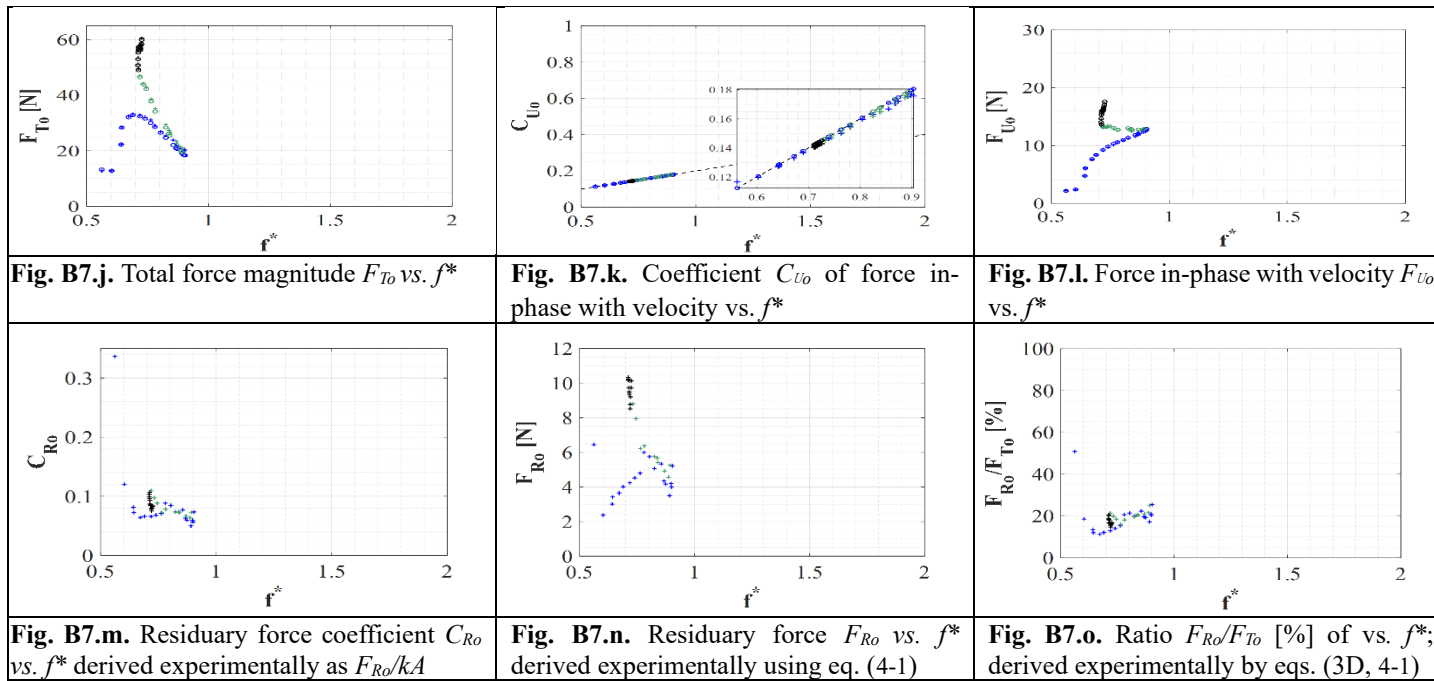 60
40
20
0
0.5
1
1.5
2
F_To [N]
f*
1
0.8
0.6
0.4
0.2
0
0.5
1
1.5
2
C_Uo
f*
0.18
0.16
0.14
0.12
0.6
0.7
0.8
0.9
30
20
10
0
0.5
1
1.5
2
F_Uo [N]
f*
Fig. B7.j. Total force magnitude F_To vs. f*
Fig. B7.k. Coefficient C_Uo of force in-
phase with velocity vs. f*
Fig. B7.l. Force in-phase with velocity F_Uo
vs. f*
0.3
0.2
0.1
0
0.5
1
1.5
2
C_Ro
f*
12
10
8
6
4
2
0
0.5
1
1.5
2
F_Ro [N]
f*
100
80
60
40
20
0
0.5
1
1.5
2
F_Ro/F_To [%]
f*
Fig. B7.m. Residuary force coefficient C_Ro
vs. f* derived experimentally as F_Ro/kA
Fig. B7.n. Residuary force F_Ro vs. f*
derived experimentally using eq. (4-1)
Fig. B7.o. Ratio F_Ro/F_To [%] of vs. f*;
derived experimentally by eqs. (3D, 4-1)